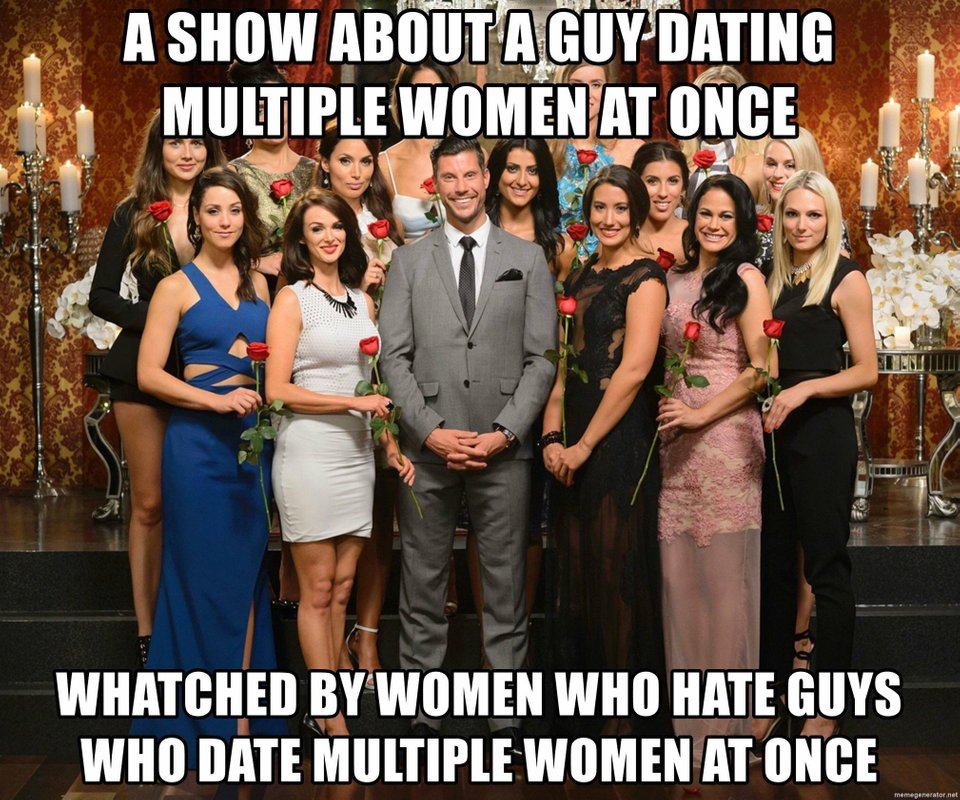 A SHOW ABOUT A GUY DATING
MULTIPLE WOMEN AT ONCE
WHATCHED BY WOMEN WHO HATE GUYS
WHO DATE MULTIPLE WOMEN AT ONCE
memegenerator.net